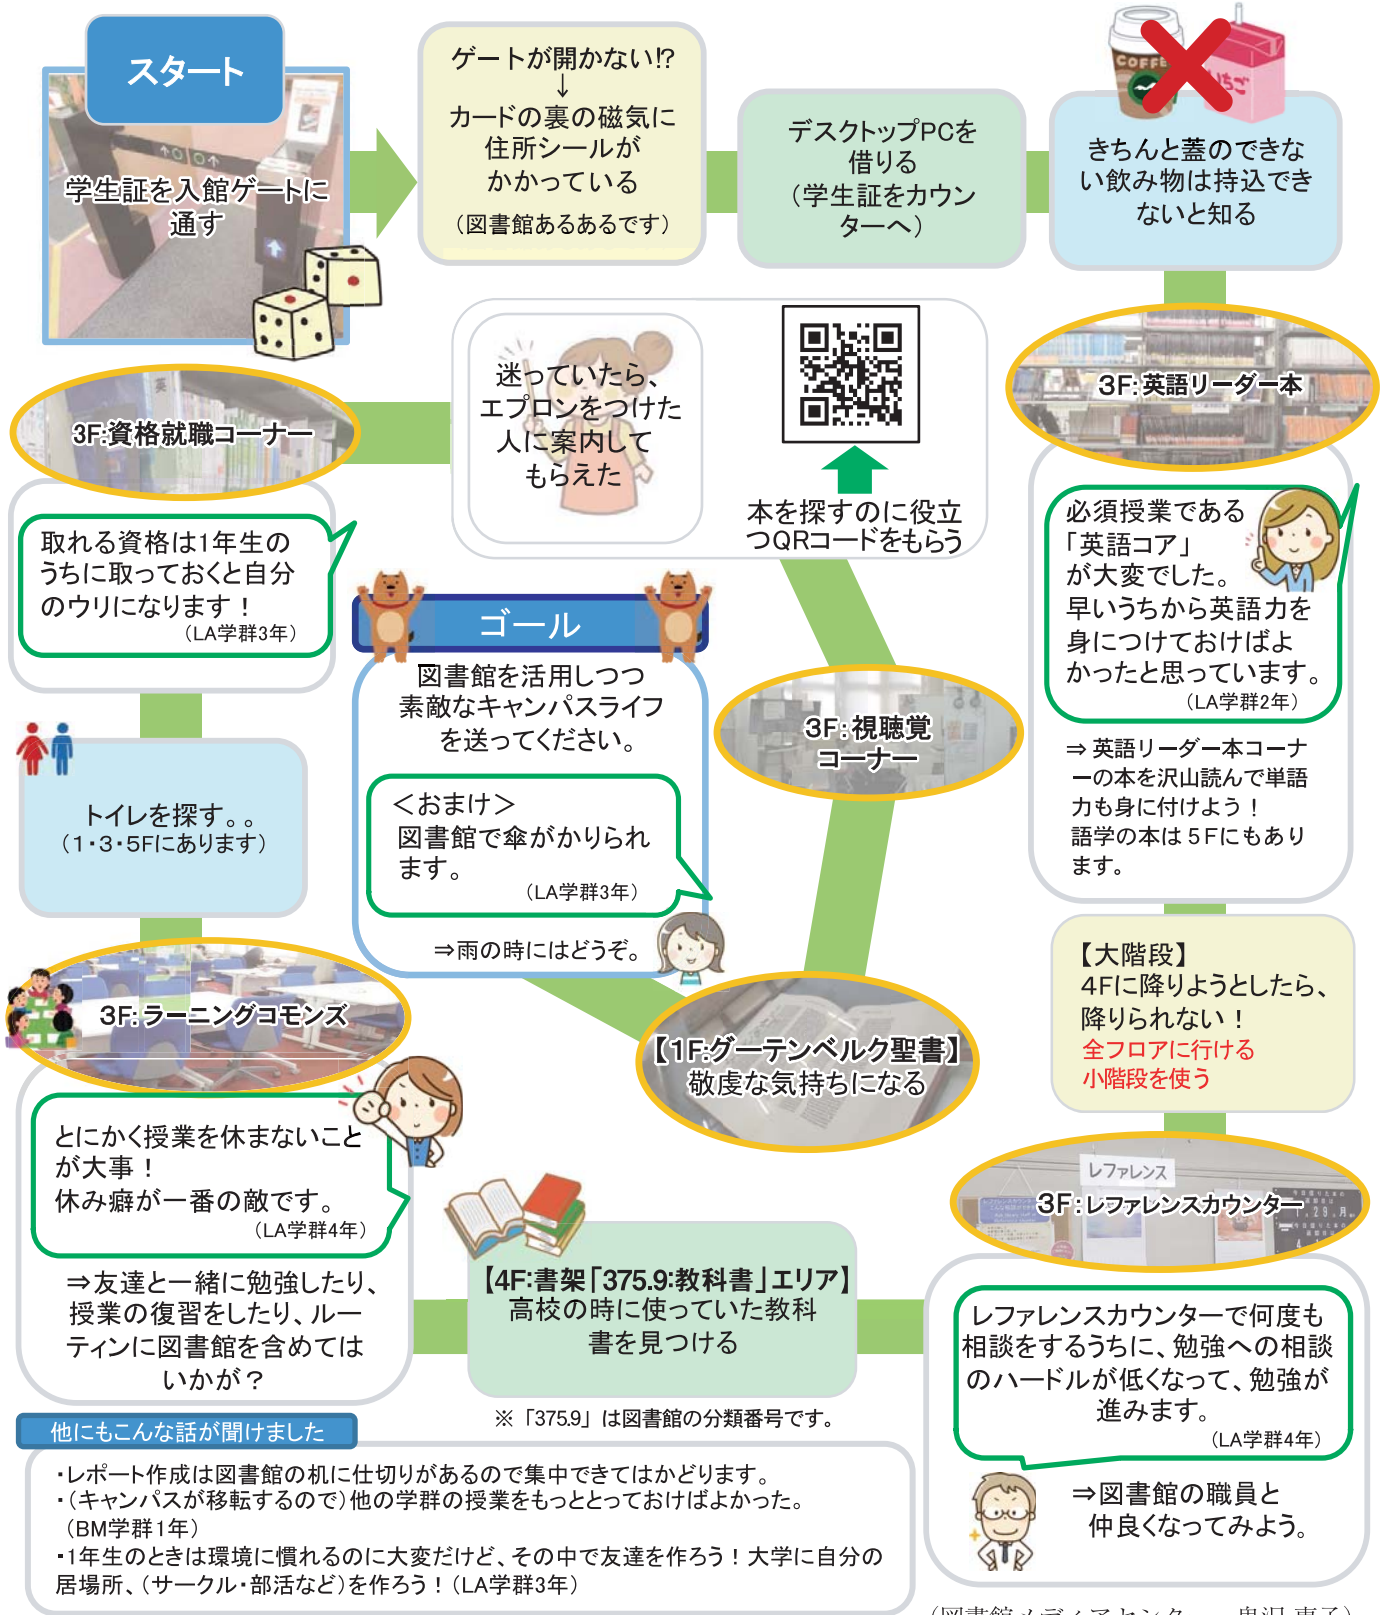 スタート
学生証を入館ゲートに
通す
ゲートが開かない!?
↓
カードの裏の磁気に
住所シールが
かかっている
（図書館あるあるです）
デスクトップPCを
借りる
（学生証をカウン
ターへ）
COFFE
いちご
きちんと蓋のできな
い飲み物は持込でき
ないと知る
3F:英語リーダー本
必須授業である
「英語コア」
が大変でした。
早いうちから英語力を
身につけておけばよ
かったと思っています。
（LA学群2年）
⇒ 英語リーダー本コーナ
ーの本を沢山読んで単語
力も身に付けよう！
語学の本は５Fにもあり
ます。
【大階段】
4Fに降りようとしたら、
降りられない！
全フロアに行ける
小階段を使う
レファレンス
3F:レファレンスカウンター
レファレンスカウンターで何度も
相談をするうちに、勉強への相談
のハードルが低くなって、勉強が
進みます。
（LA学群4年）
⇒図書館の職員と
仲良くなってみよう。
【4F:書架「375.9:教科書」エリア】
高校の時に使っていた教科
書を見つける
※「375.9」は図書館の分類番号です。
3F:ラーニングコモンズ
とにかく授業を休まないこと
が大事！
休み癖が一番の敵です。
（LA学群4年）
⇒友達と一緒に勉強したり、
授業の復習をしたり、ルー
ティンに図書館を含めては
いかが？
トイレを探す。。
（1・3・5Fにあります）
英
3F:資格就職コーナー
取れる資格は1年生の
うちに取っておくと自分
のウリになります！
（LA学群3年）
迷っていたら、
エプロンをつけた
人に案内して
もらえた
本を探すのに役立
つQRコードをもらう
3F:視聴覚
コーナー
【1F:グーテンベルク聖書】
敬虔な気持ちになる
ゴール
図書館を活用しつつ
素敵なキャンパスライフ
を送ってください。
＜おまけ＞
図書館で傘がかりられ
ます。
（LA学群3年）
⇒雨の時にはどうぞ。
他にもこんな話が聞けました
・レポート作成は図書館の机に仕切りがあるので集中できてはかどります。
・（キャンパスが移転するので）他の学群の授業をもっととっておけばよかった。
（BM学群1年）
・1年生のときは環境に慣れるのに大変だけど、その中で友達を作ろう！大学に自分の
居場所、（サークル・部活など）を作ろう！（LA学群3年）